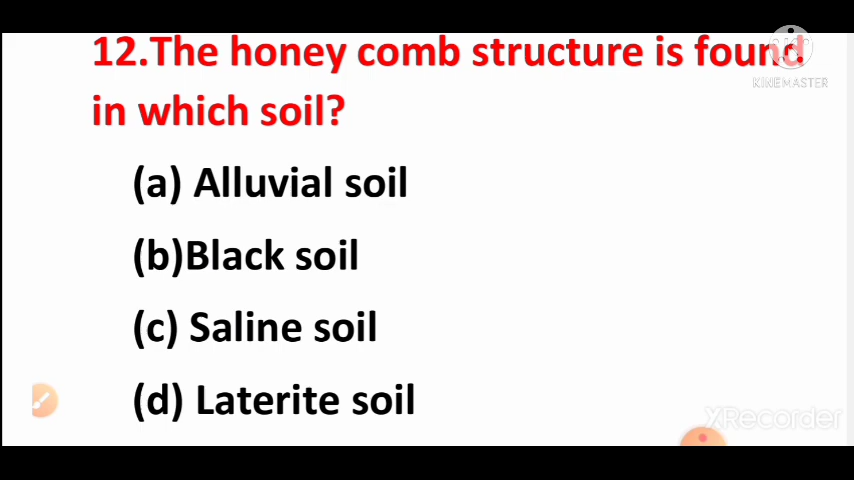 12.The honey comb structure is found
KINEMASTER
in which soil?
(a) Alluvial soil
(b)Black soil
(c) Saline soil
(d) Laterite soil
XRecorder